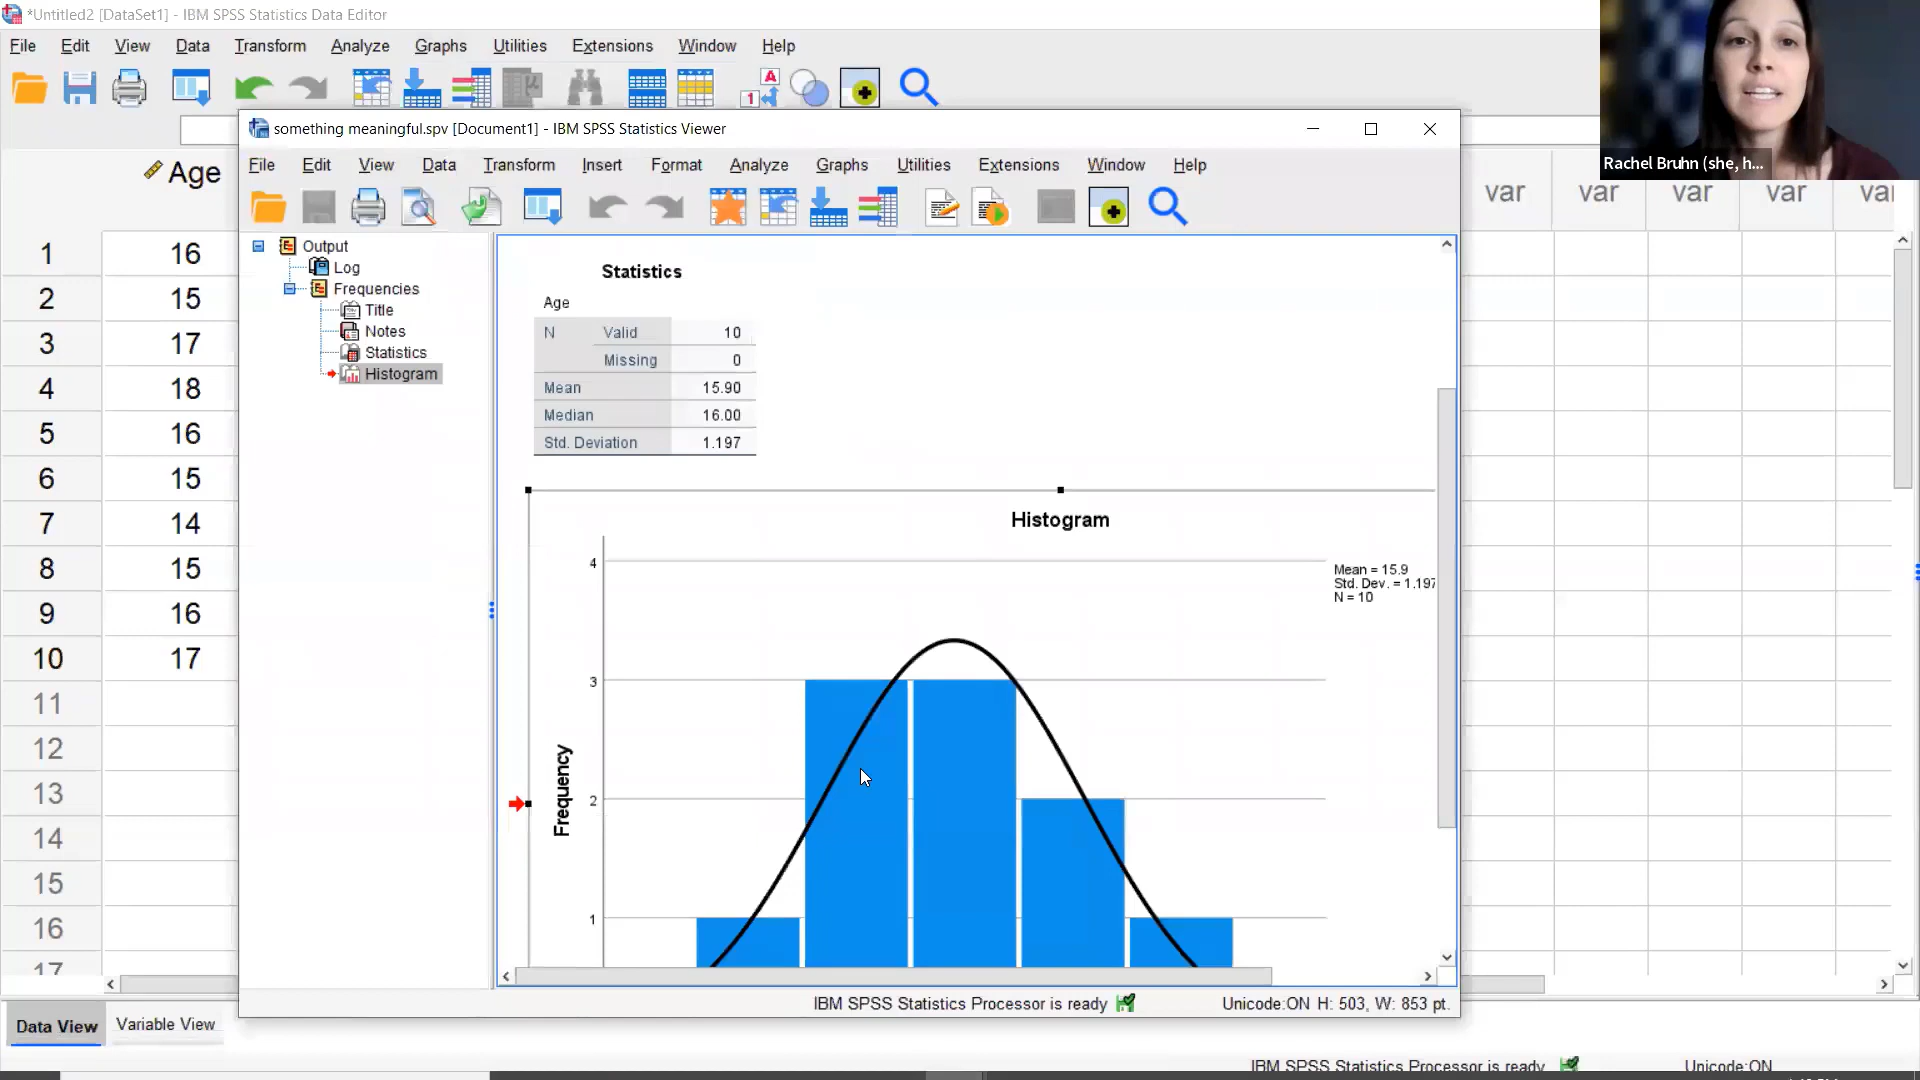 *Untitled2 [DataSet1] - IBM SPSS Statistics Data Editor
File Edit View Data Transform Analyze Graphs Utilities Extensions Window Help
Rachel Bruhn (she, h...
something meaningful.spv [Document1] - IBM SPSS Statistics Viewer
File Edit View Data Transform Insert Format Analyze Graphs Utilities Extensions Window Help
Age
var var var var va
1 16
2 15
3 17
4 18
5 16
6 15
7 14
8 15
9 16
10 17
11
12
13
14
15
16
17
Output
Log
Frequencies
Title
Notes
Statistics
Histogram
Statistics
Age
N Valid 10
Missing 0
Mean 15.90
Median 16.00
Std. Deviation 1.197
Histogram
Mean = 15.9
Std. Dev. = 1.197
N = 10
Frequency
4
3
2
1
IBM SPSS Statistics Processor is ready Unicode:ON H: 503, W: 853 pt.
Data View Variable View
IBM SPSS Statistics Processor is ready Unicode:ON